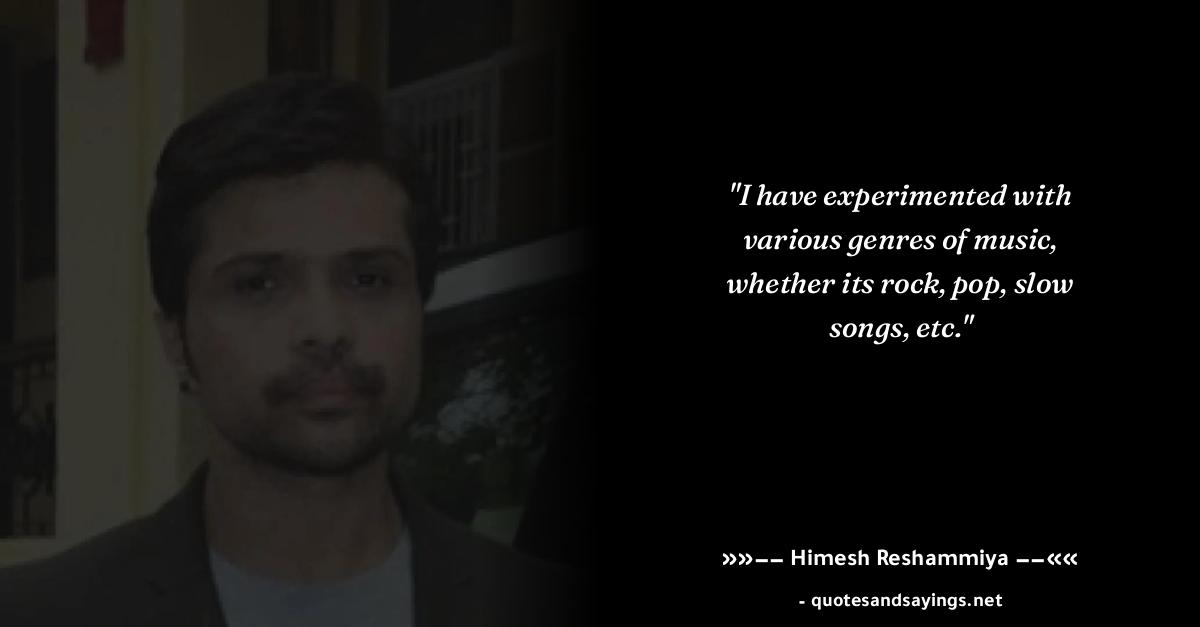 "I have experimented with
various genres of music,
whether its rock, pop, slow
songs, etc."
»»−− Himesh Reshammiya −−««
- quotesandsayings.net